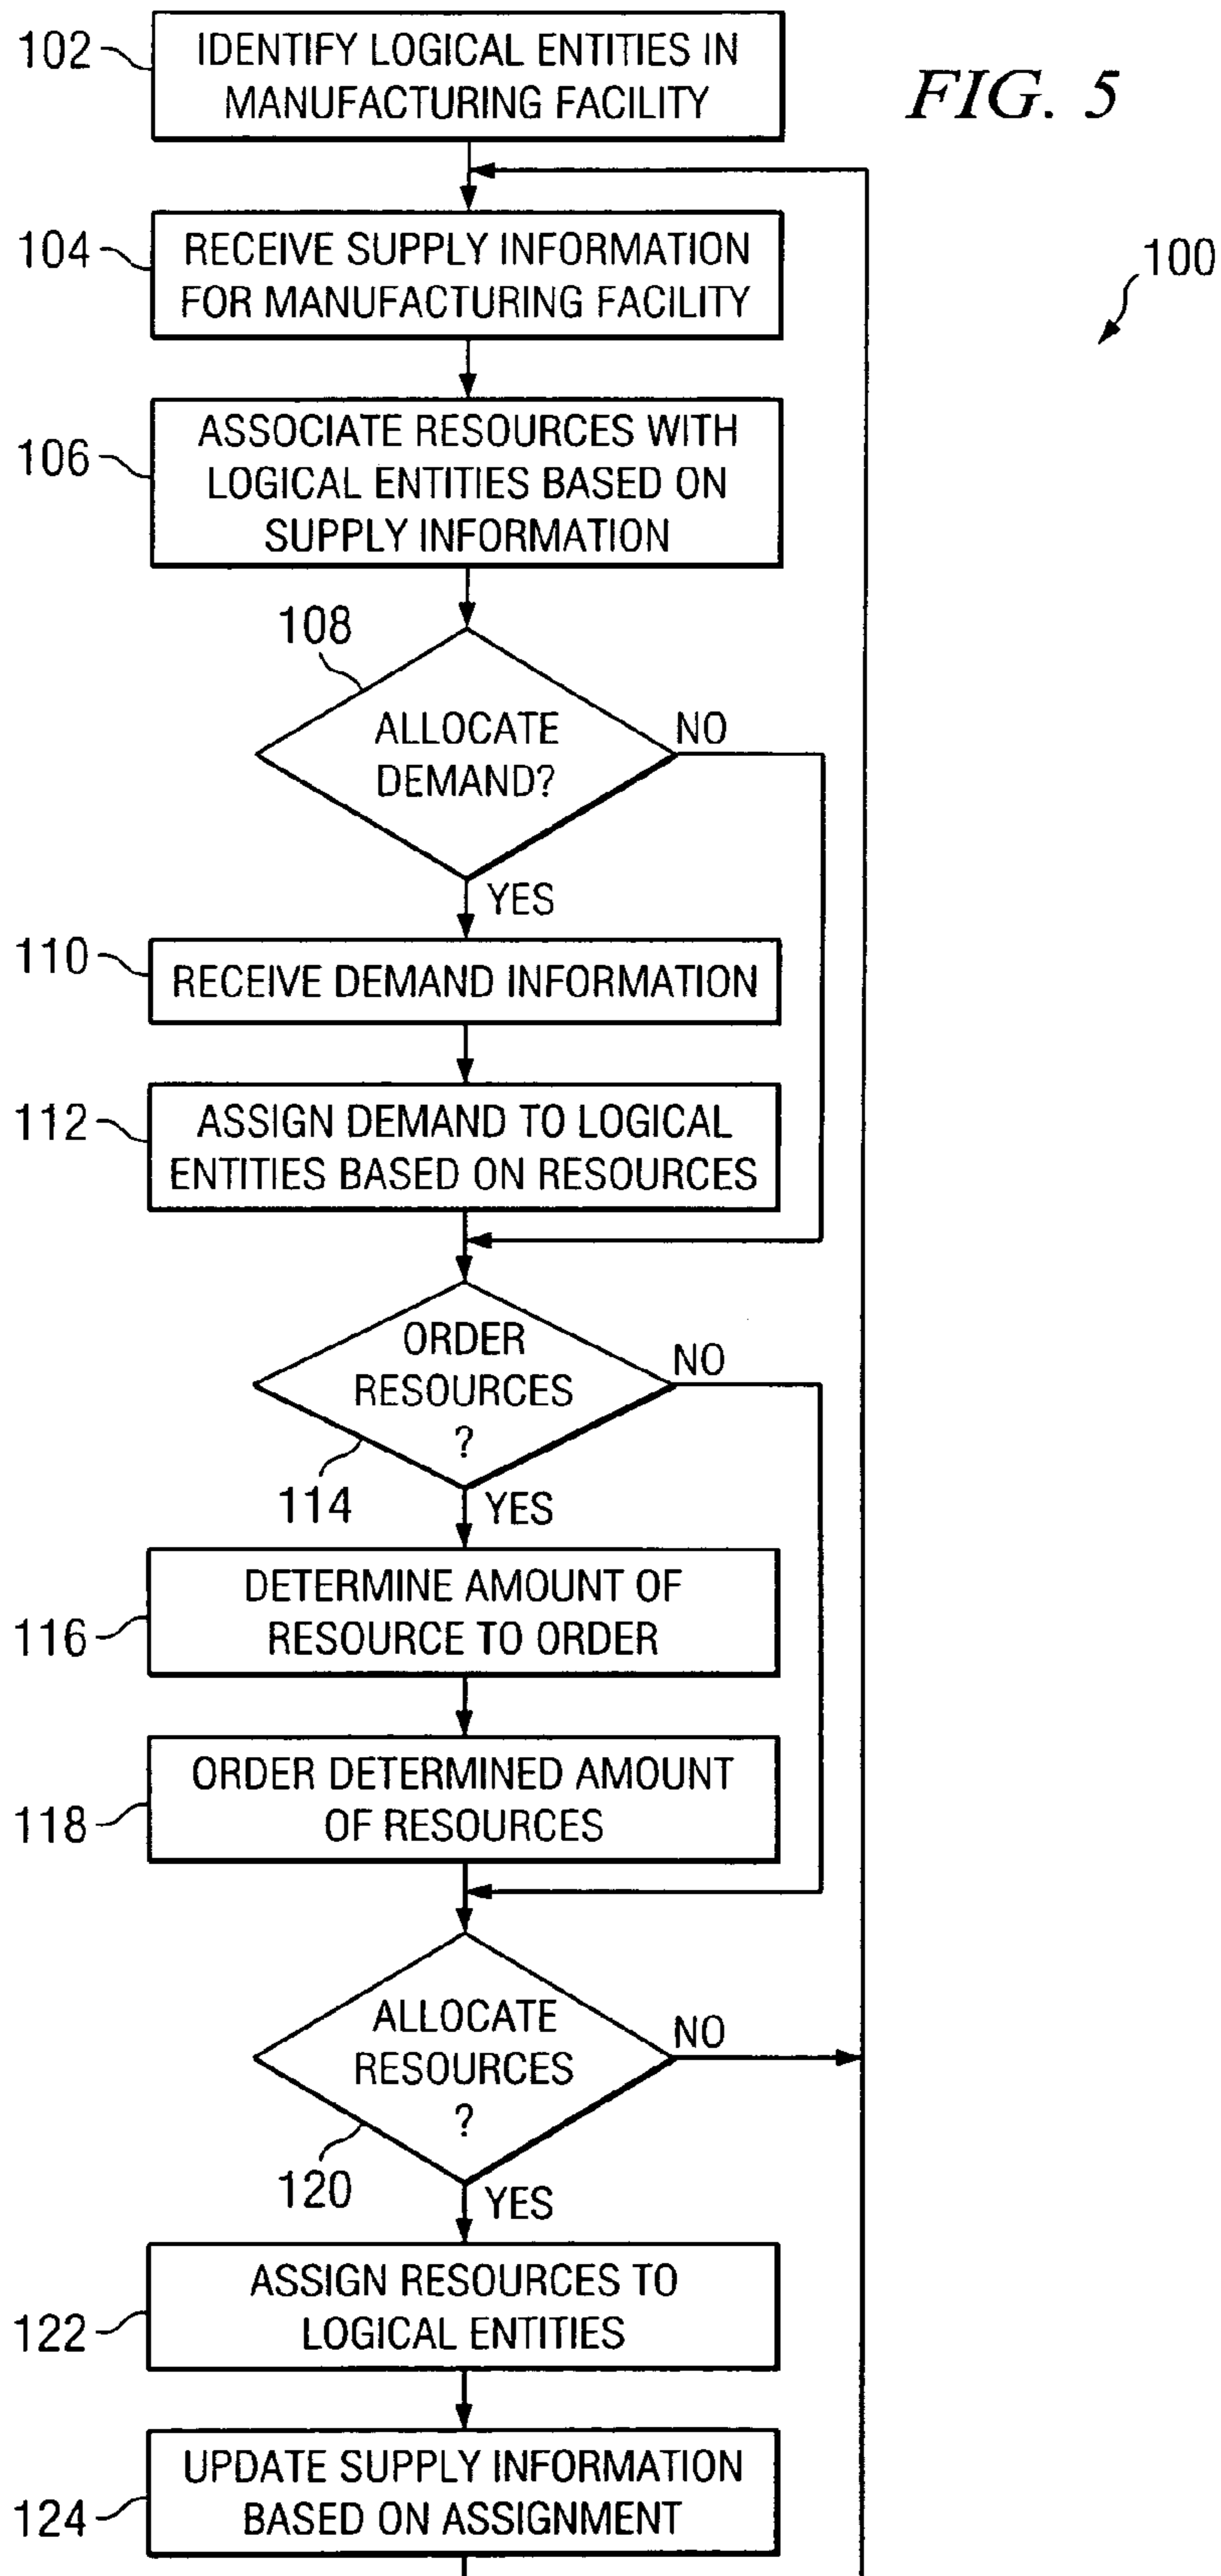 FIG. 5
100
102
IDENTIFY LOGICAL ENTITIES IN
MANUFACTURING FACILITY
104
RECEIVE SUPPLY INFORMATION
FOR MANUFACTURING FACILITY
106
ASSOCIATE RESOURCES WITH
LOGICAL ENTITIES BASED ON
SUPPLY INFORMATION
108
ALLOCATE
DEMAND?
NO
YES
110
RECEIVE DEMAND INFORMATION
112
ASSIGN DEMAND TO LOGICAL
ENTITIES BASED ON RESOURCES
ORDER
RESOURCES
?
NO
114
YES
116
DETERMINE AMOUNT OF
RESOURCE TO ORDER
118
ORDER DETERMINED AMOUNT
OF RESOURCES
ALLOCATE
RESOURCES
?
NO
120
YES
122
ASSIGN RESOURCES TO
LOGICAL ENTITIES
124
UPDATE SUPPLY INFORMATION
BASED ON ASSIGNMENT